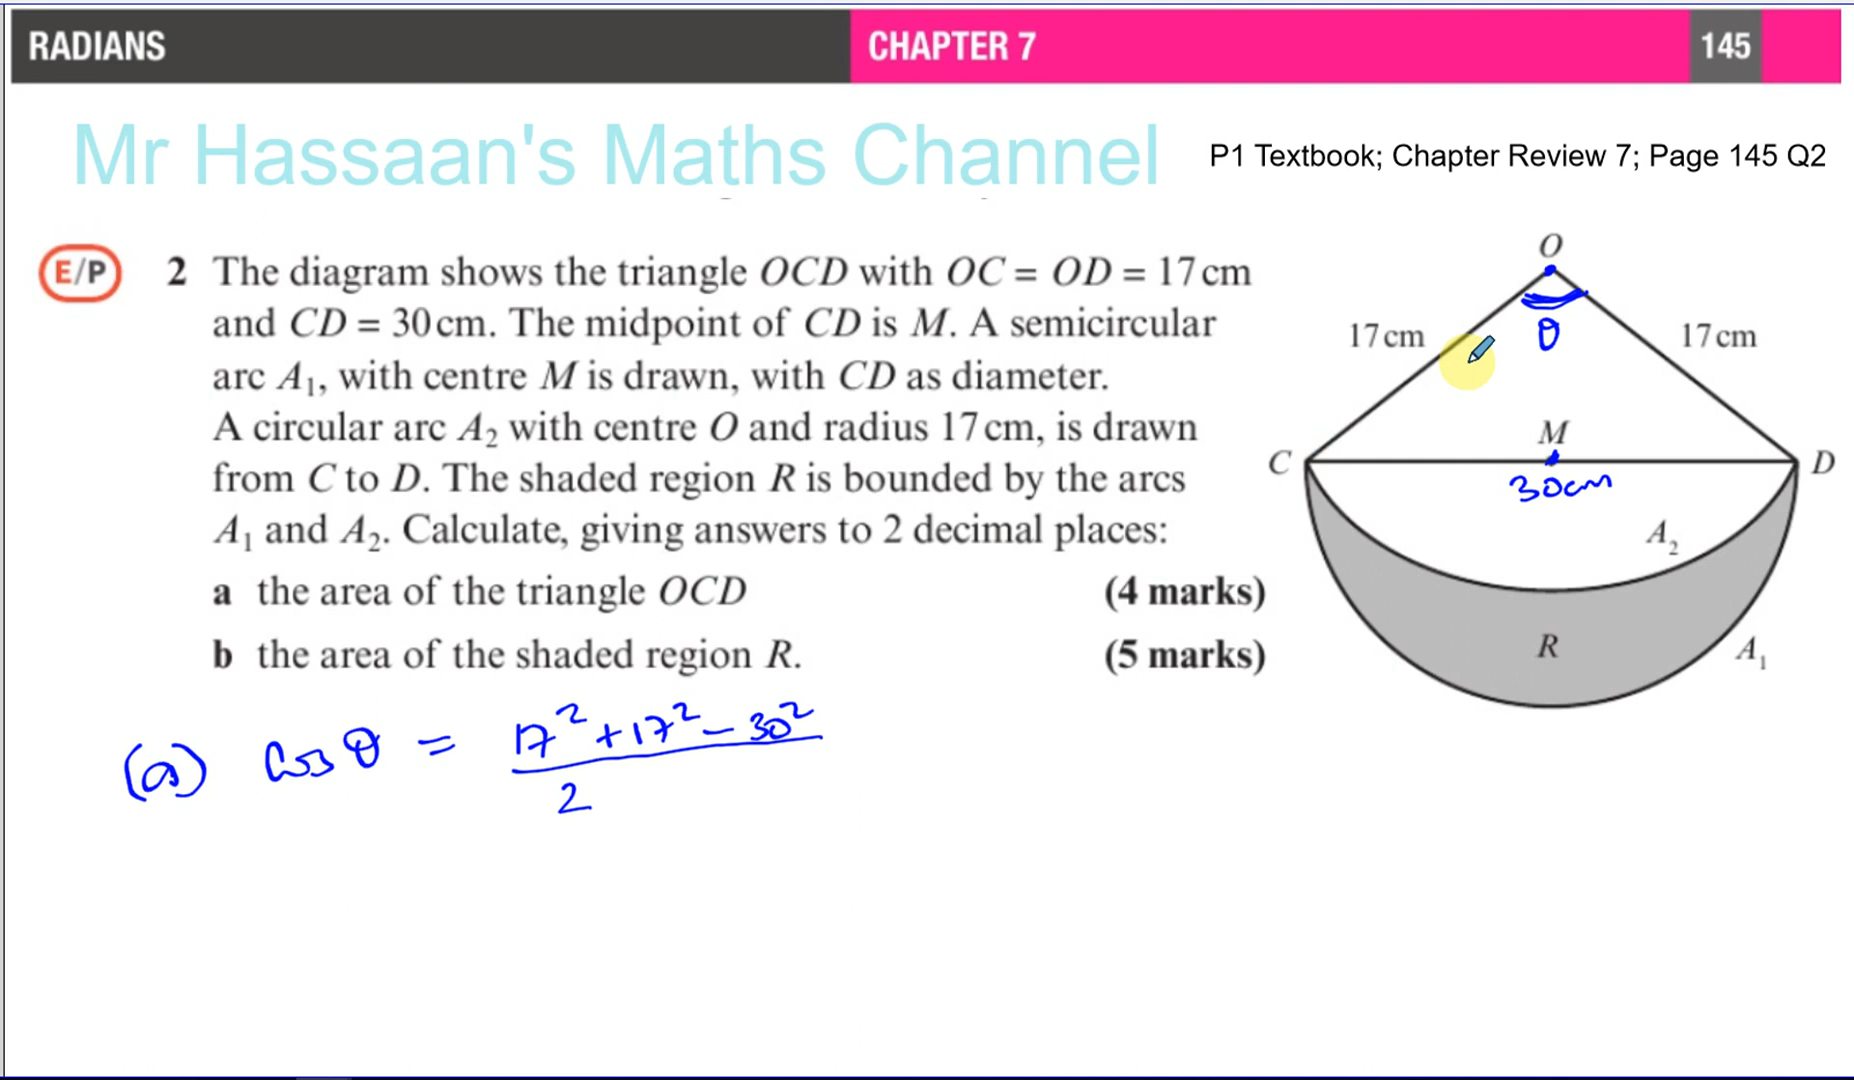 RADIANS CHAPTER 7 145
Mr Hassaan's Maths Channel
P1 Textbook; Chapter Review 7; Page 145 Q2
E/P 2 The diagram shows the triangle OCD with OC = OD = 17 cm
and CD = 30 cm. The midpoint of CD is M. A semicircular
arc A₁, with centre M is drawn, with CD as diameter.
A circular arc A₂ with centre O and radius 17 cm, is drawn
from C to D. The shaded region R is bounded by the arcs
A₁ and A₂. Calculate, giving answers to 2 decimal places:
a the area of the triangle OCD (4 marks)
b the area of the shaded region R. (5 marks)
O
θ
17 cm 17 cm
M
C D
30cm
A₂
R A₁
(a) cos θ = 17² + 17² - 30²
2